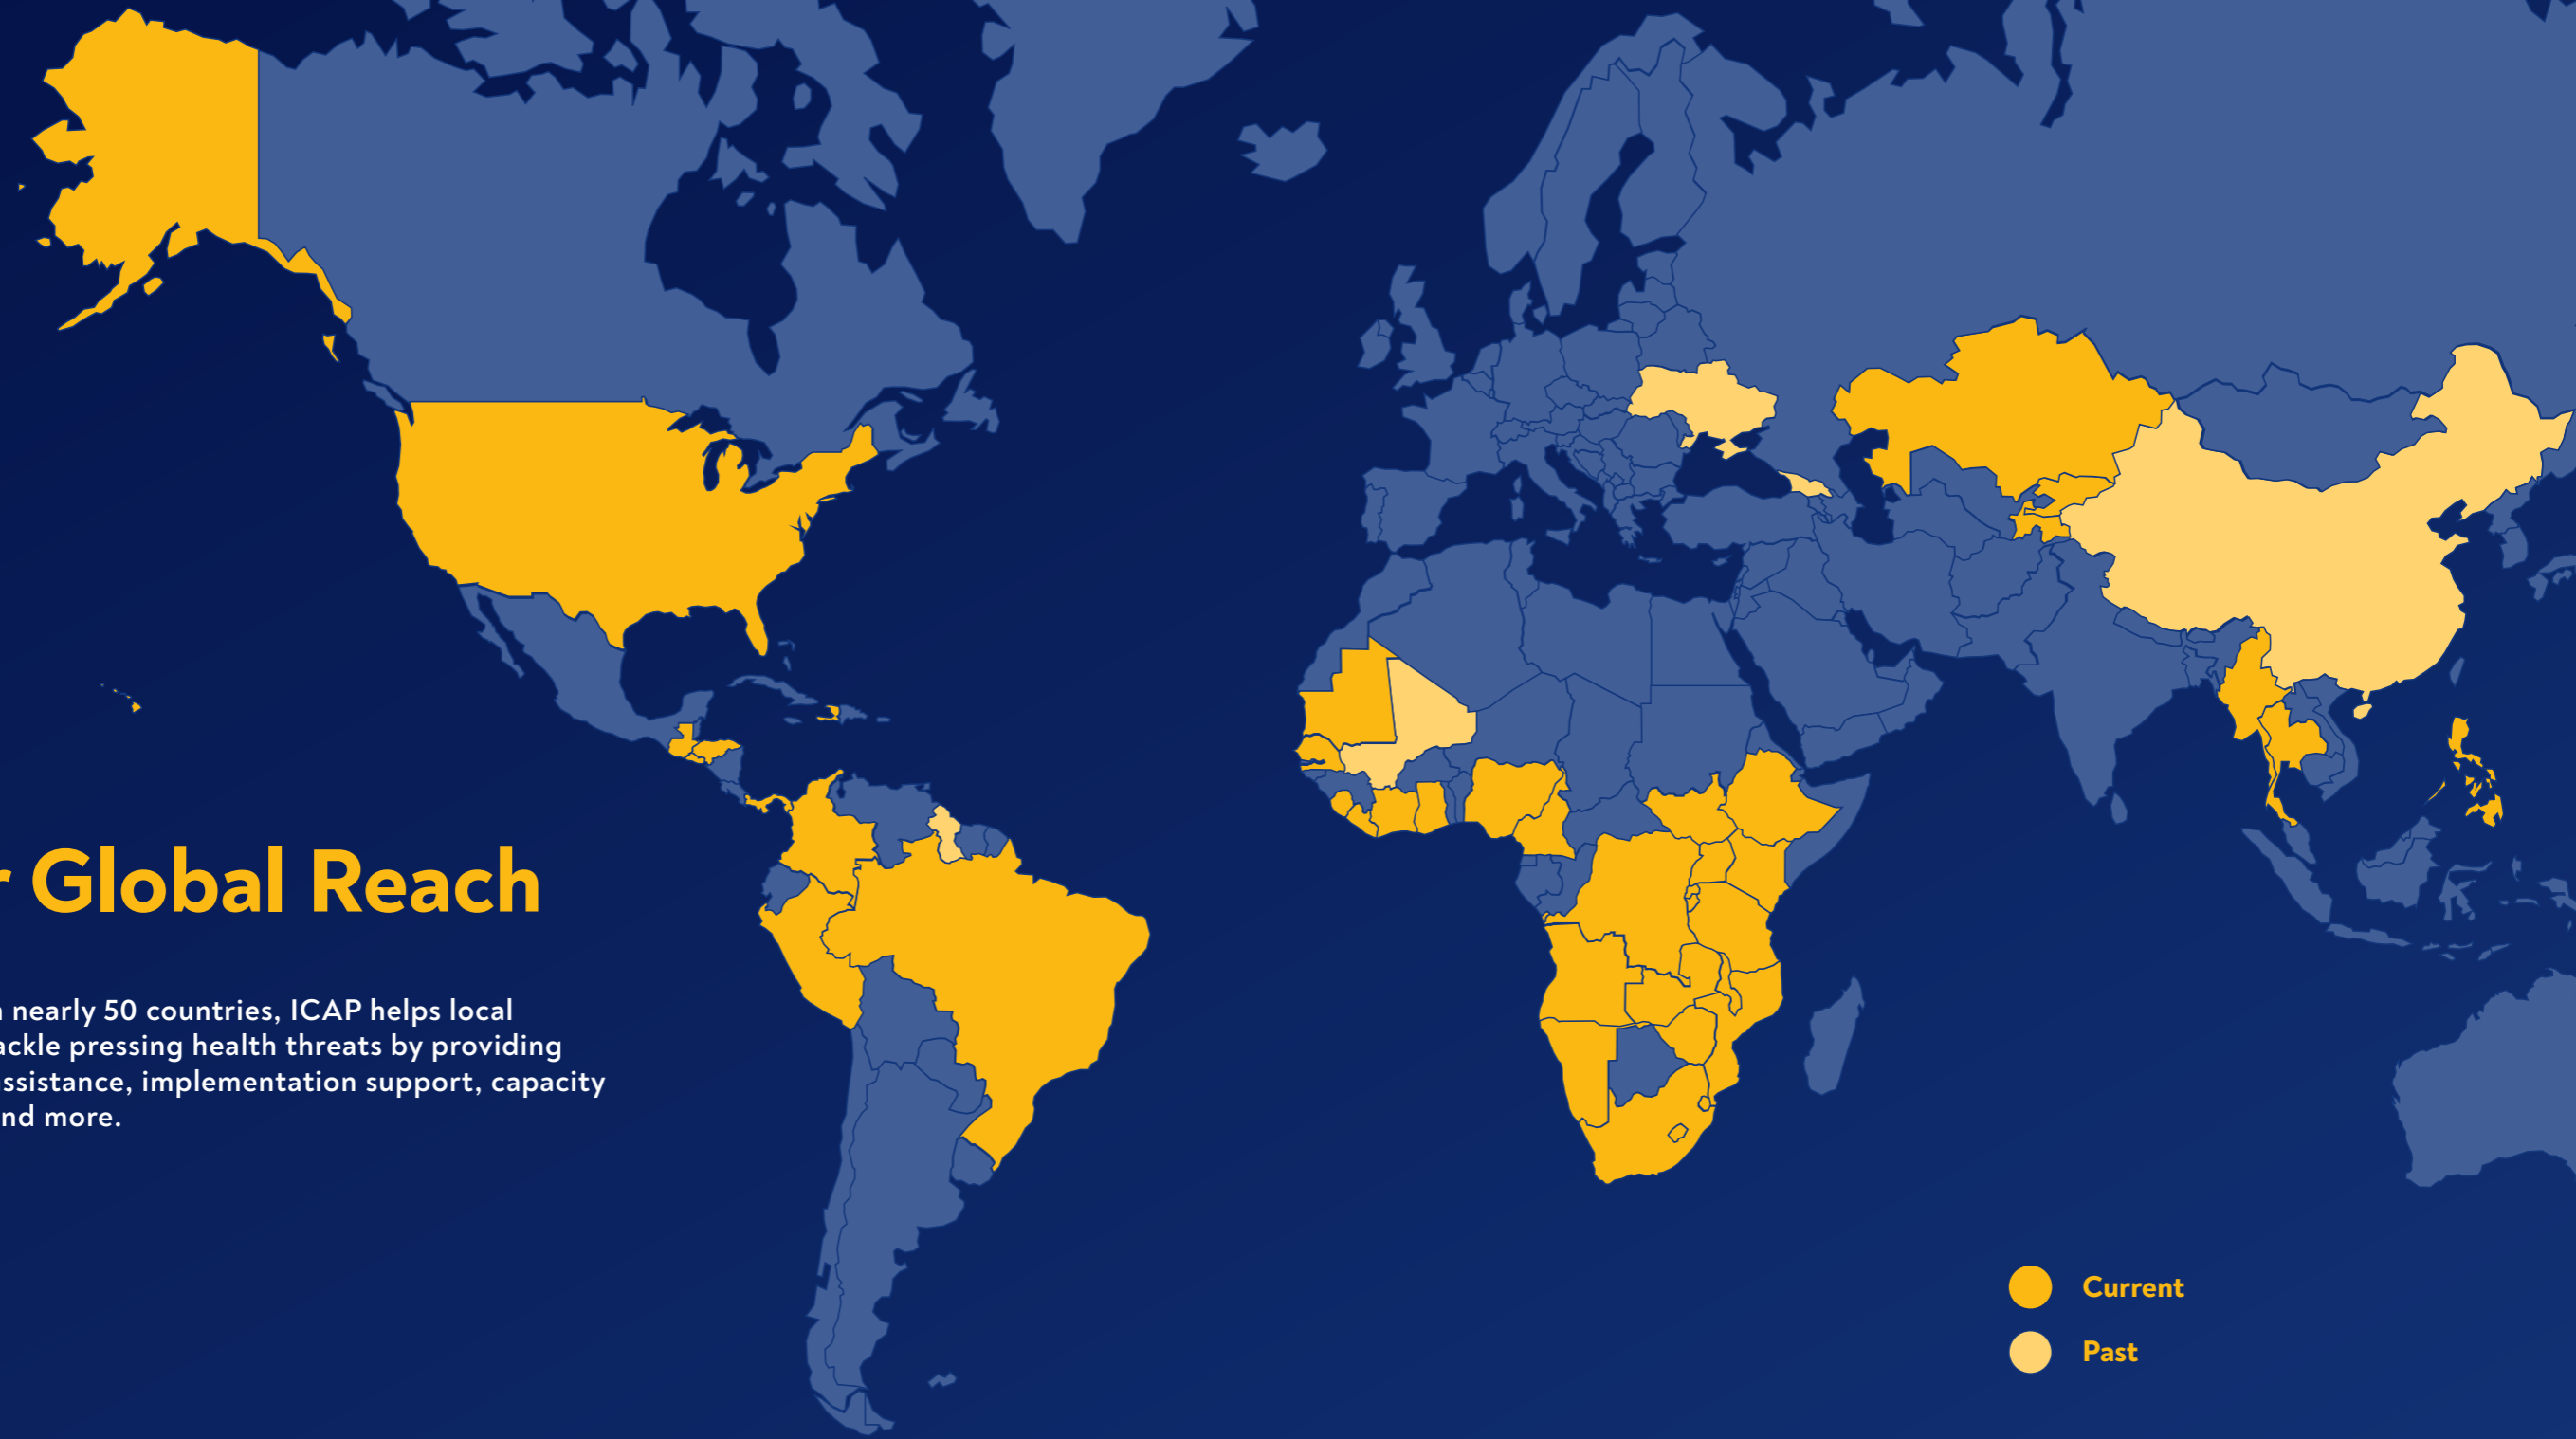 r Global Reach
n nearly 50 countries, ICAP helps local
ackle pressing health threats by providing
ssistance, implementation support, capacity
nd more.
Current
Past